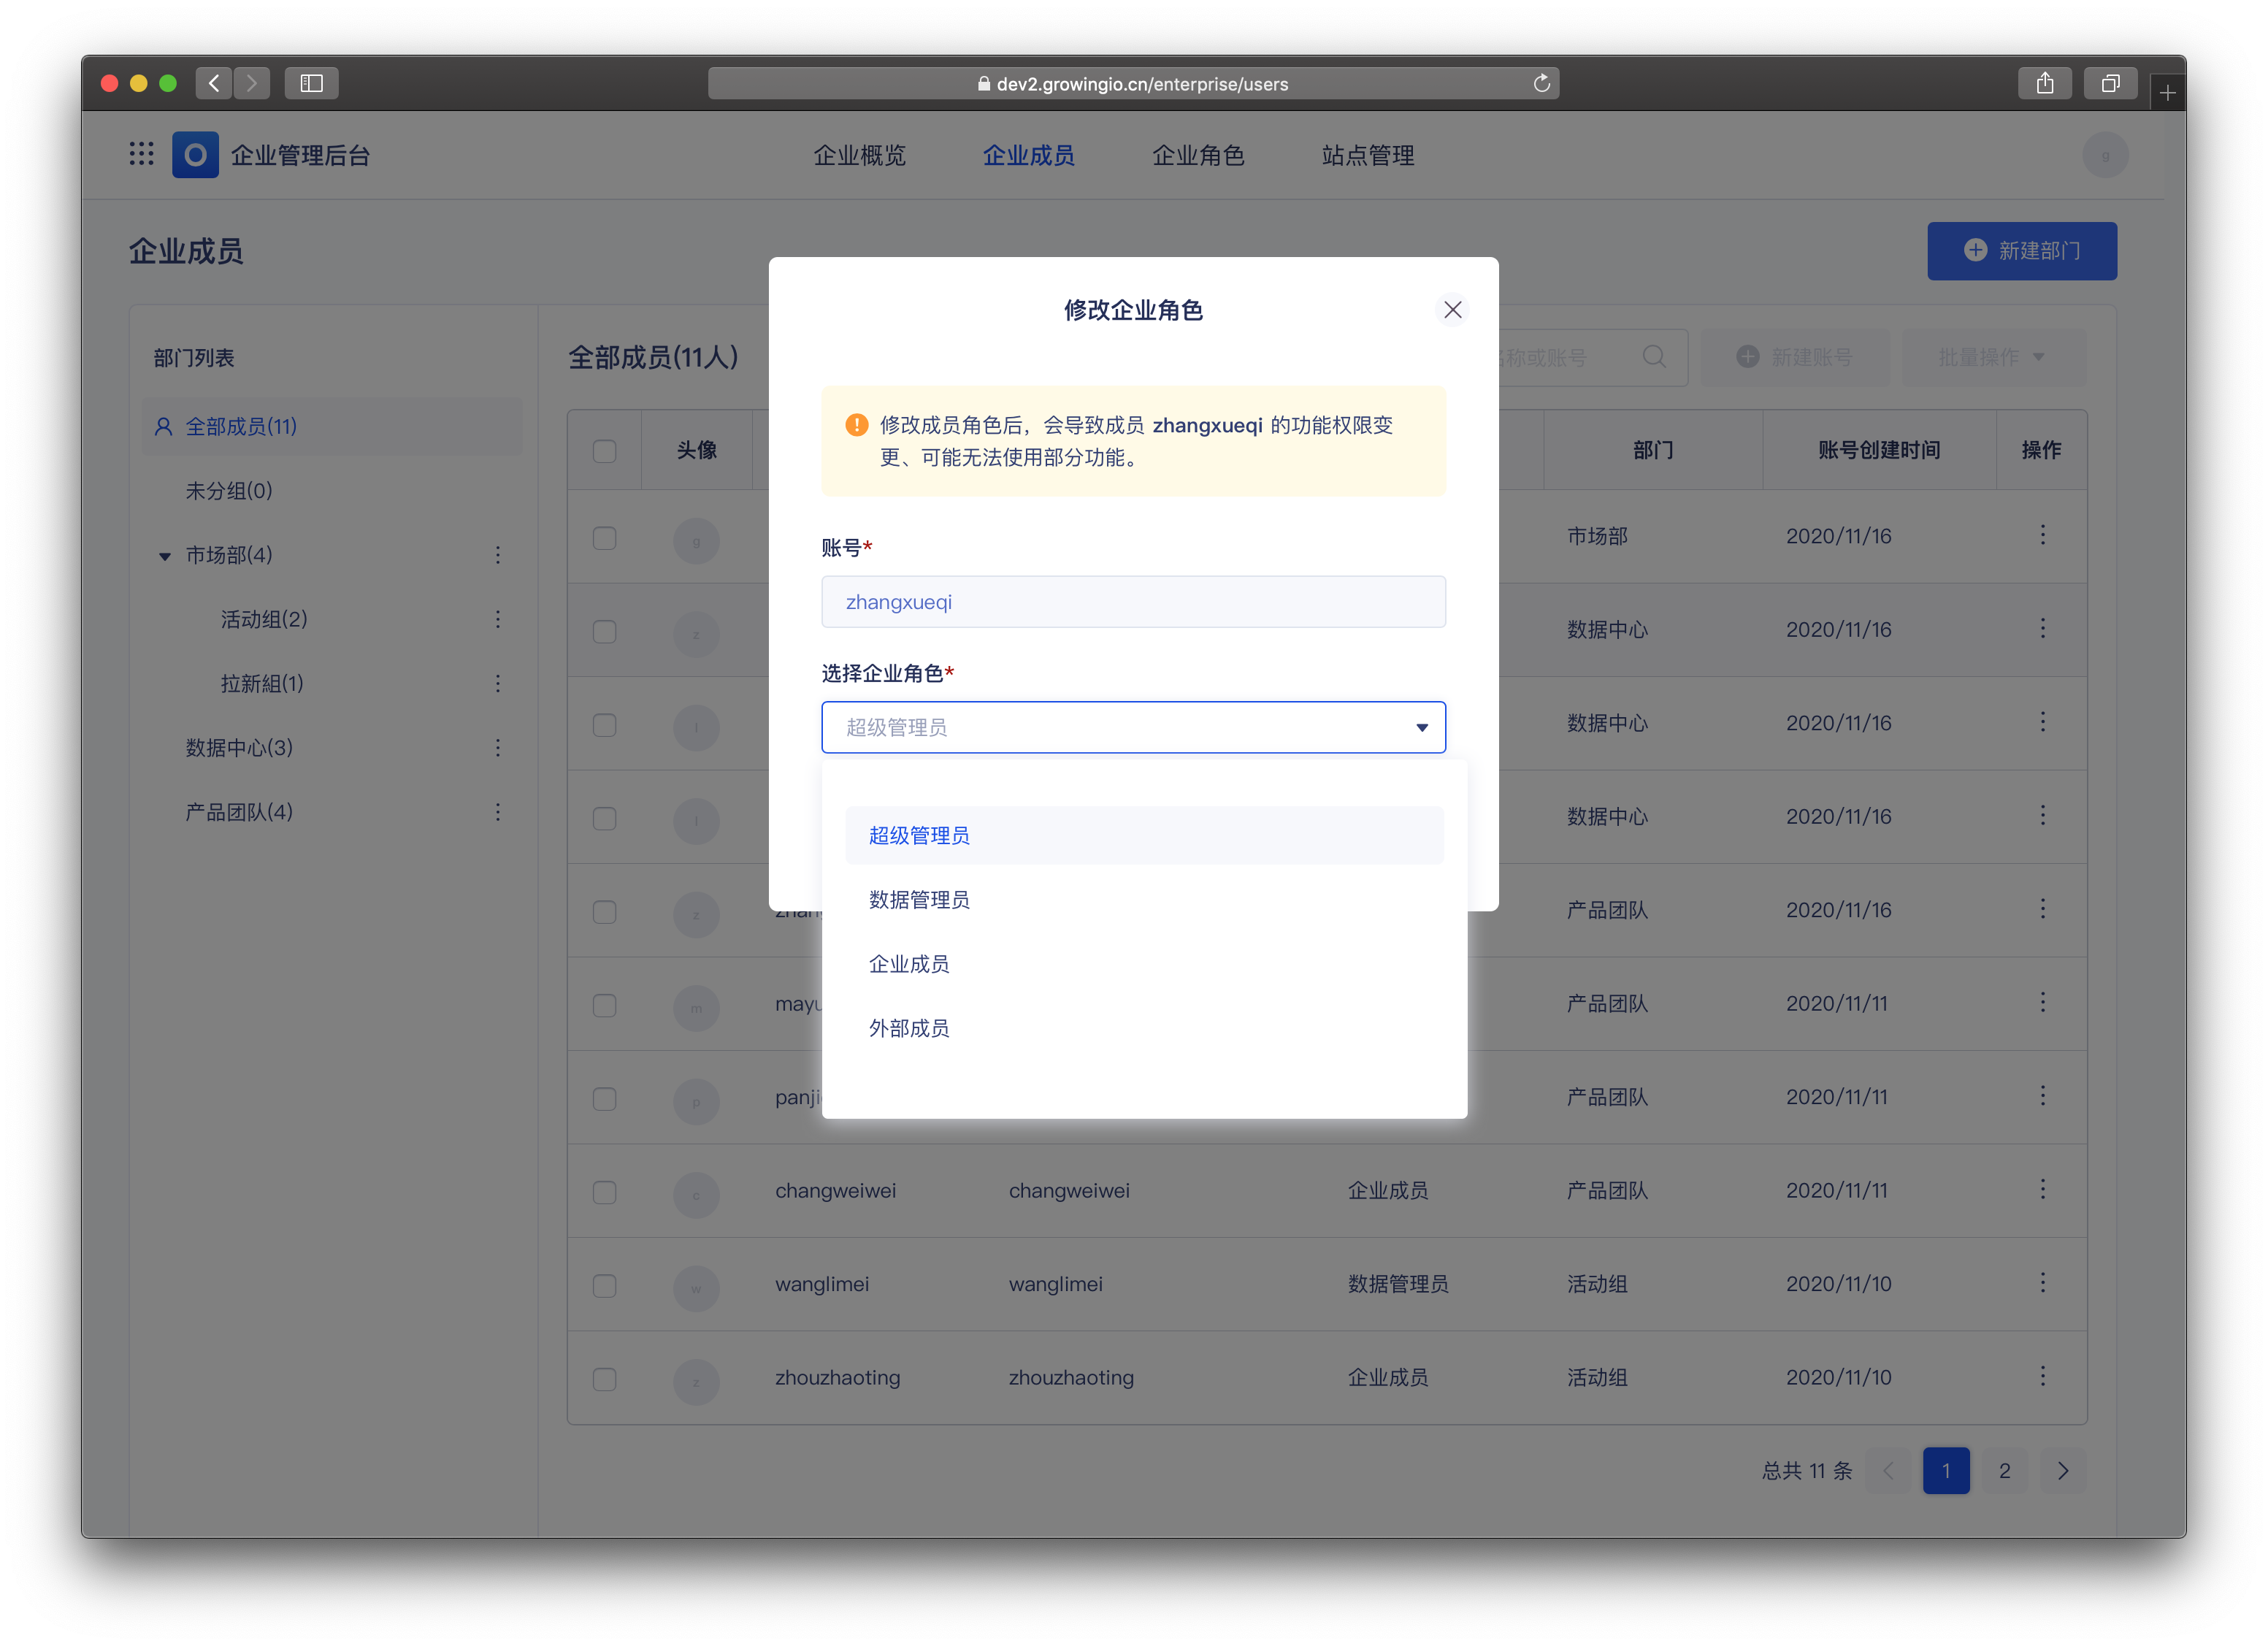 dev2.growingio.cn/enterprise/users
企业管理后台
企业概览
企业成员
企业角色
站点管理
g
企业成员
新建部门
部门列表
全部成员(11)
未分组(0)
市场部(4)
活动组(2)
拉新組(1)
数据中心(3)
产品团队(4)
全部成员(11人)
称或账号
新建账号
批量操作
头像
部门
账号创建时间
操作
g
市场部
2020/11/16
z
数据中心
2020/11/16
l
数据中心
2020/11/16
l
数据中心
2020/11/16
z
产品团队
2020/11/16
m
mayu
产品团队
2020/11/11
p
panji
产品团队
2020/11/11
c
changweiwei
changweiwei
企业成员
产品团队
2020/11/11
w
wanglimei
wanglimei
数据管理员
活动组
2020/11/10
z
zhouzhaoting
zhouzhaoting
企业成员
活动组
2020/11/10
总共 11 条
1
2
修改企业角色
修改成员角色后，会导致成员 zhangxueqi 的功能权限变
更、可能无法使用部分功能。
账号*
zhangxueqi
选择企业角色*
超级管理员
超级管理员
数据管理员
企业成员
外部成员